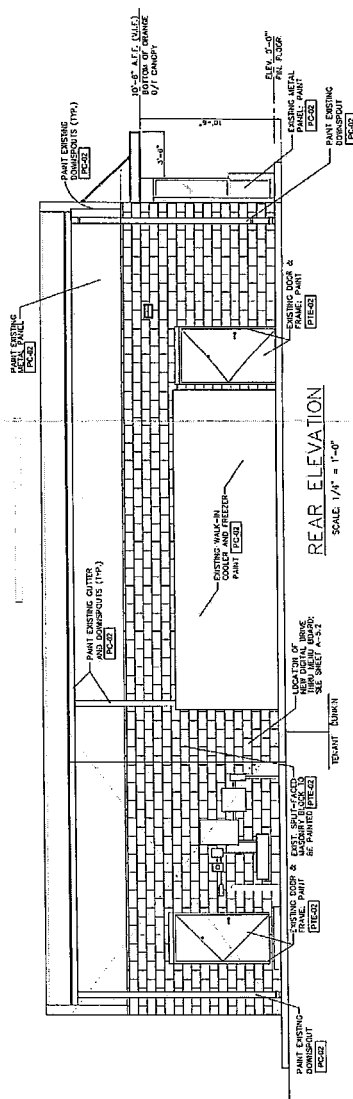 PAINT EXISTING
DOWNSPOUTS (TYP.)
PC-02
10'-6" A.F.F. (V.I.F.)
BOTTOM OF ORANGE
D/T CANOPY
PAINT EXISTING
METAL PANEL
PC-02
3'-0"
10'-6"
ELEV. 0'-0"
FIN. FLOOR
PAINT EXISTING GUTTER
AND DOWNSPOUTS (TYP.)
PC-02
EXISTING METAL
PANEL: PAINT
PC-02
PAINT EXISTING
DOWNSPOUT
PC-02
EXISTING DOOR &
FRAME: PAINT
PTE-02
EXISTING WALK-IN
COOLER AND FREEZER
PAINT PC-02
LOCATION OF
NEW DIGITAL DRIVE
THRU MENU BOARD:
SEE SHEET A-5.2
EXIST. SPLIT-FACED
MASONRY BLOCK TO
BE PAINTED PTE-02
EXISTING DOOR &
FRAME: PAINT
PTE-02
PAINT EXISTING
DOWNSPOUT
PC-02
TENANT
DUNKIN
REAR ELEVATION
SCALE: 1/4" = 1'-0"